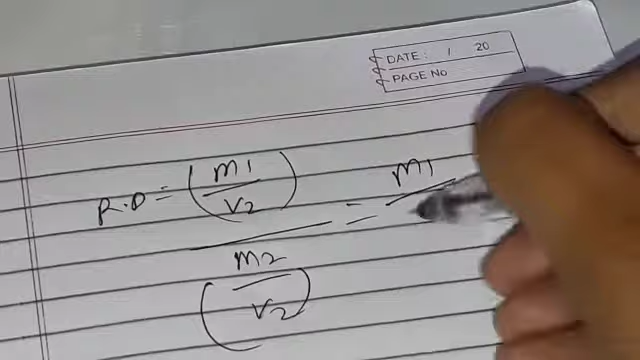 DATE : / 20
PAGE No
R.D = (m1/v2) / (m2/v2) = m1